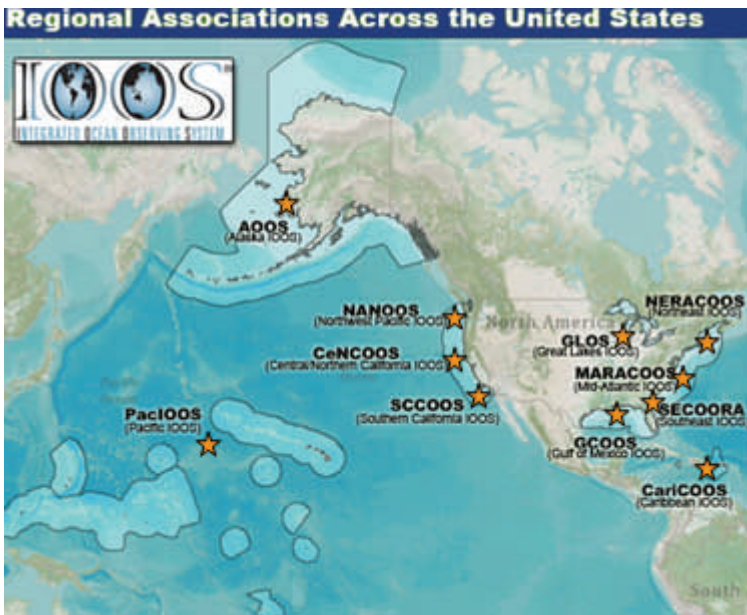 Regional Associations Across the United States
IOOS
INTEGRATED OCEAN OBSERVING SYSTEM
AOOS
(Alaska IOOS)
NANOOS
(Northwest Pacific IOOS)
North America
NERACOOS
(Northeast IOOS)
GLOS
(Great Lakes IOOS)
CeNCOOS
(Central/Northern California IOOS)
MARACOOS
(Mid-Atlantic IOOS)
SCCOOS
(Southern California IOOS)
SECOORA
(Southeast IOOS)
PacIOOS
(Pacific IOOS)
GCOOS
(Gulf of Mexico IOOS)
CariCOOS
(Caribbean IOOS)
South